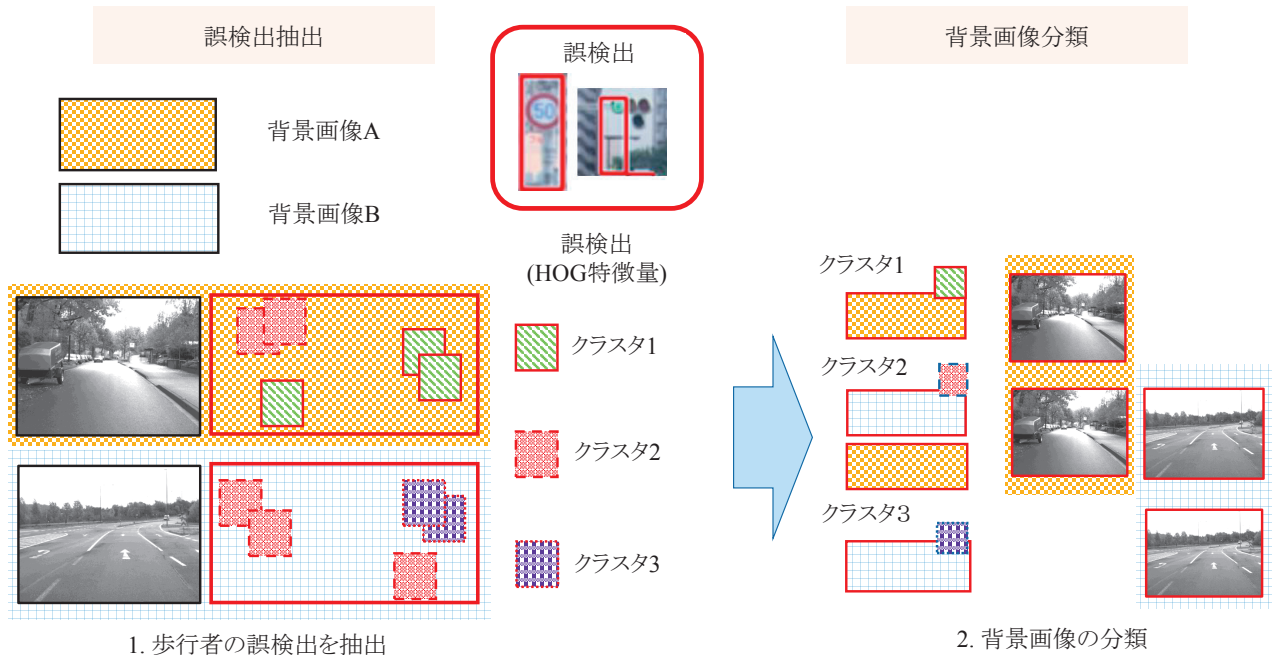 誤検出抽出
誤検出
50
背景画像分類
背景画像A
背景画像B
誤検出
(HOG特徴量)
クラスタ1
クラスタ2
クラスタ3
クラスタ1
クラスタ2
クラスタ３
1. 歩行者の誤検出を抽出
2. 背景画像の分類